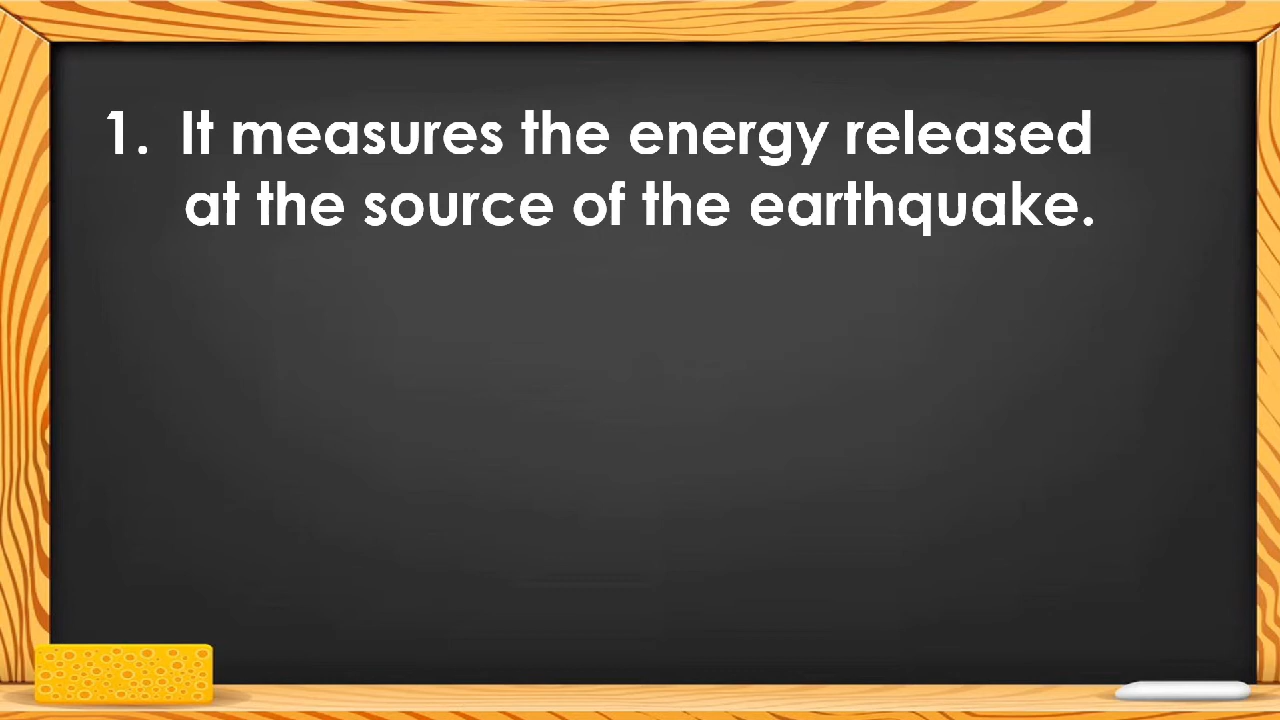 1. It measures the energy released
at the source of the earthquake.